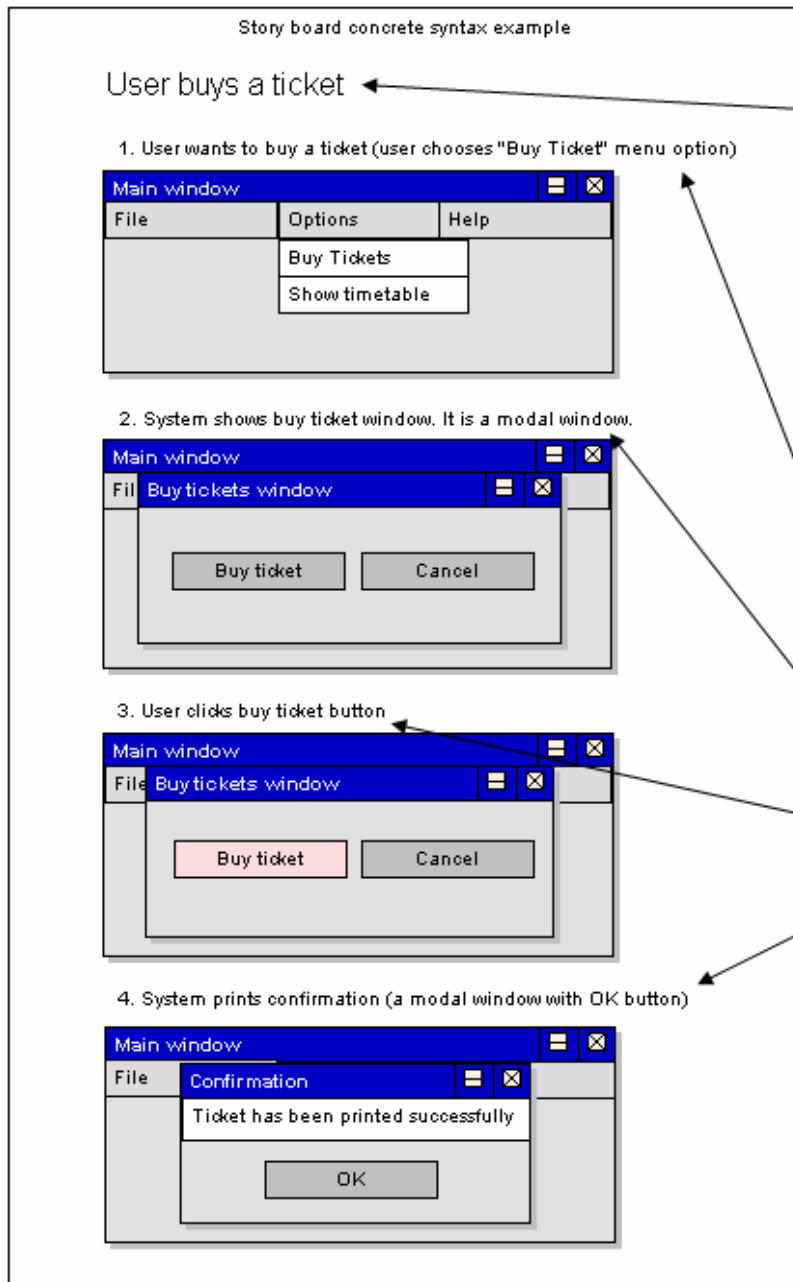 Story board concrete syntax example
User buys a ticket
1. User wants to buy a ticket (user chooses "Buy Ticket" menu option)
Main window
File Options Help
Buy Tickets
Show timetable
2. System shows buy ticket window. It is a modal window.
Main window
Fil
Buy tickets window
Buy ticket Cancel
3. User clicks buy ticket button
Main window
File
Buy tickets window
Buy ticket Cancel
4. System prints confirmation (a modal window with OK button)
Main window
File
Confirmation
Ticket has been printed successfully
OK